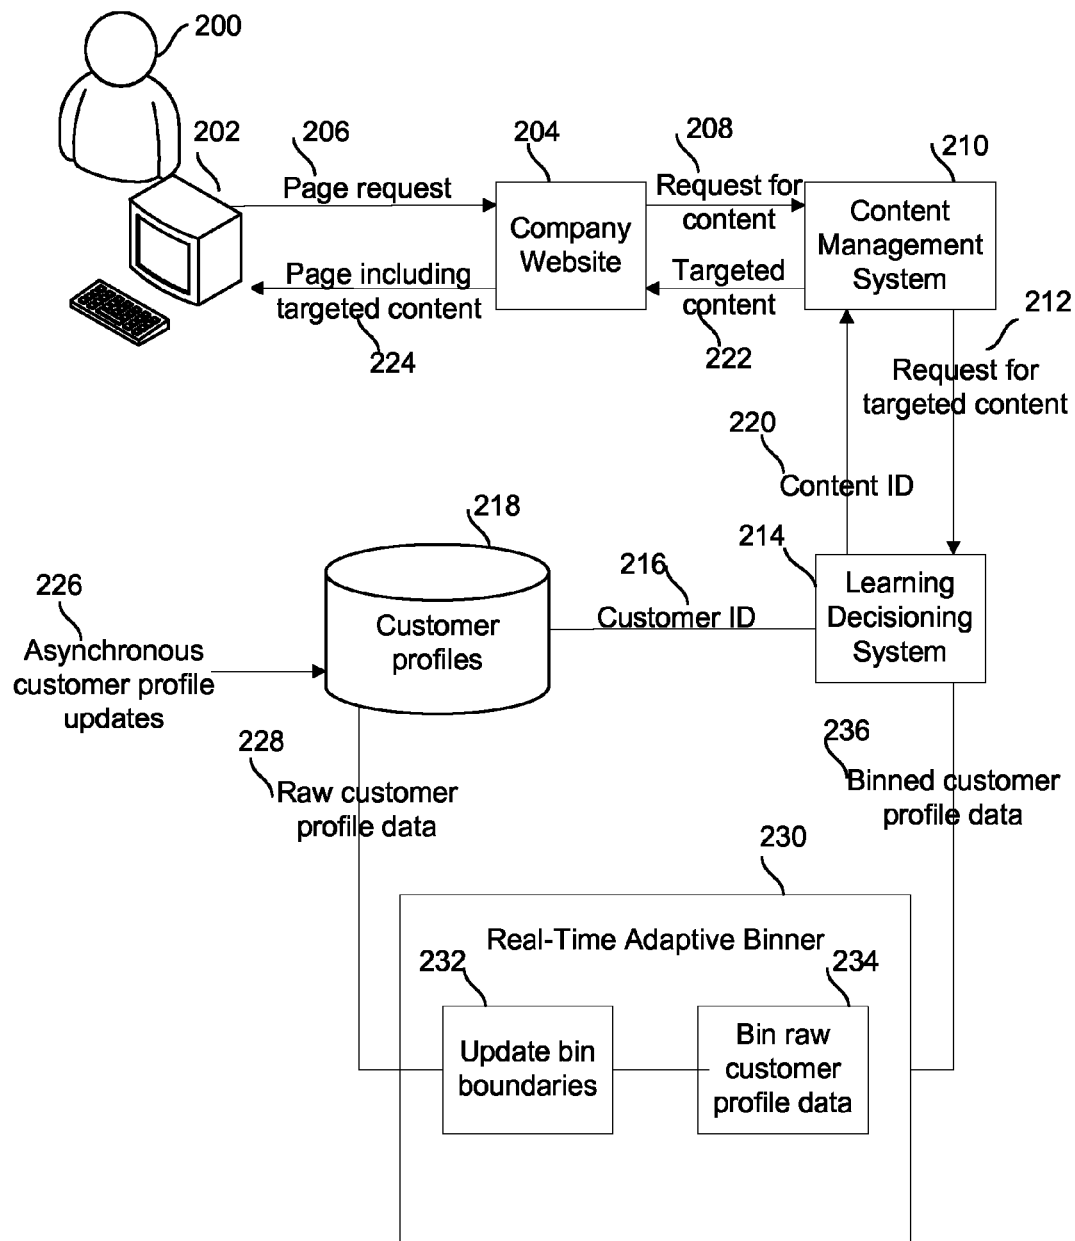 200
202
206
Page request
204
Company
Website
208
Request for
content
210
Content
Management
System
Page including
targeted content
224
Targeted
content
222
212
Request for
targeted content
220
Content ID
218
Customer
profiles
216
Customer ID
214
Learning
Decisioning
System
226
Asynchronous
customer profile
updates
228
Raw customer
profile data
236
Binned customer
profile data
230
Real-Time Adaptive Binner
232
Update bin
boundaries
234
Bin raw
customer
profile data